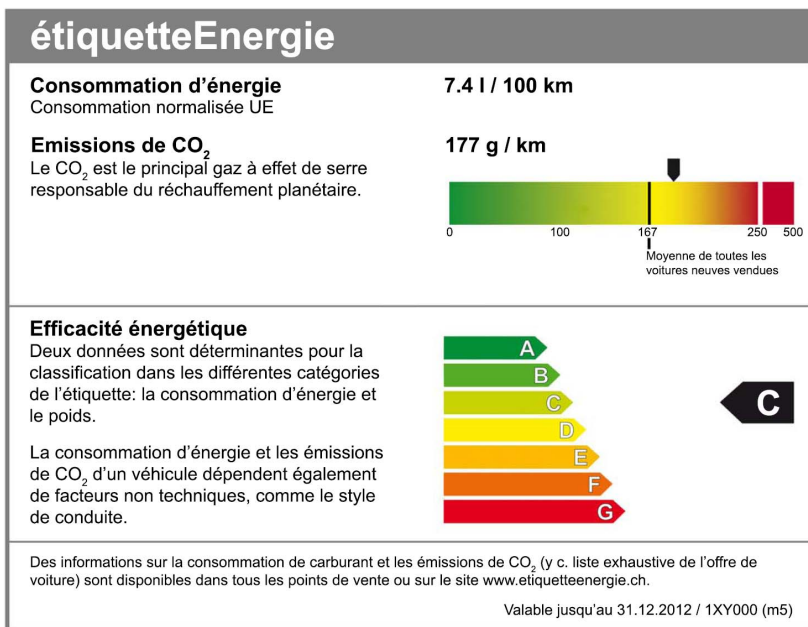 étiquetteEnergie
Consommation d’énergie
7.4 l / 100 km
Consommation normalisée UE
Emissions de CO₂
177 g / km
Le CO₂ est le principal gaz à effet de serre
responsable du réchauffement planétaire.
0 100 167 250 500
Moyenne de toutes les
voitures neuves vendues
Efficacité énergétique
Deux données sont déterminantes pour la
classification dans les différentes catégories
de l’étiquette: la consommation d’énergie et
le poids.
La consommation d’énergie et les émissions
de CO₂ d’un véhicule dépendent également
de facteurs non techniques, comme le style
de conduite.
A
B
C
D
E
F
G
C
Des informations sur la consommation de carburant et les émissions de CO₂ (y c. liste exhaustive de l’offre de
voiture) sont disponibles dans tous les points de vente ou sur le site www.etiquetteenergie.ch.
Valable jusqu’au 31.12.2012 / 1XY000 (m5)